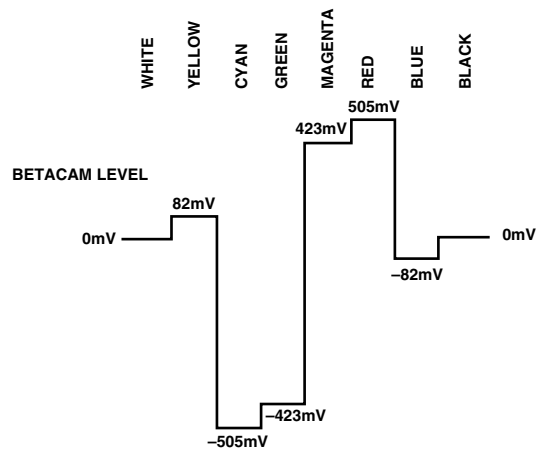 WHITE
YELLOW
CYAN
GREEN
MAGENTA
RED
BLUE
BLACK
505mV
423mV
BETACAM LEVEL
82mV
0mV
0mV
–82mV
–423mV
–505mV